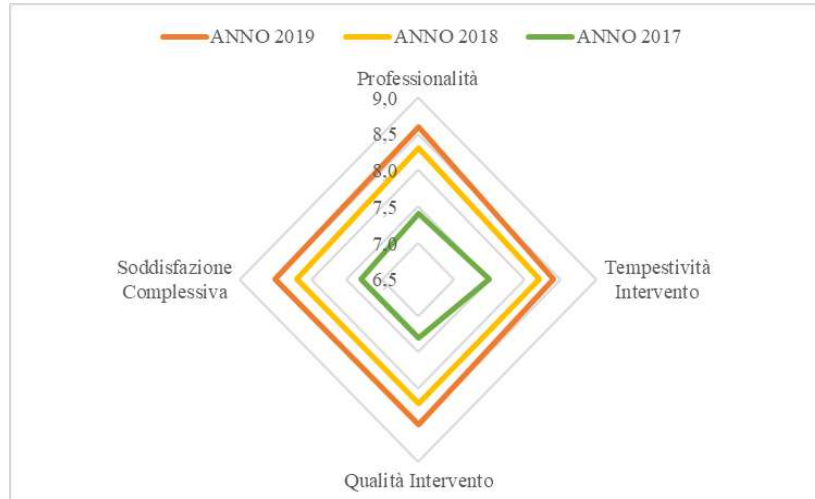 ANNO 2019 ANNO 2018 ANNO 2017
Professionalità
9,0
8,5
8,0
7,5
7,0
6,5
Soddisfazione
Complessiva
Tempestività
Intervento
Qualità Intervento